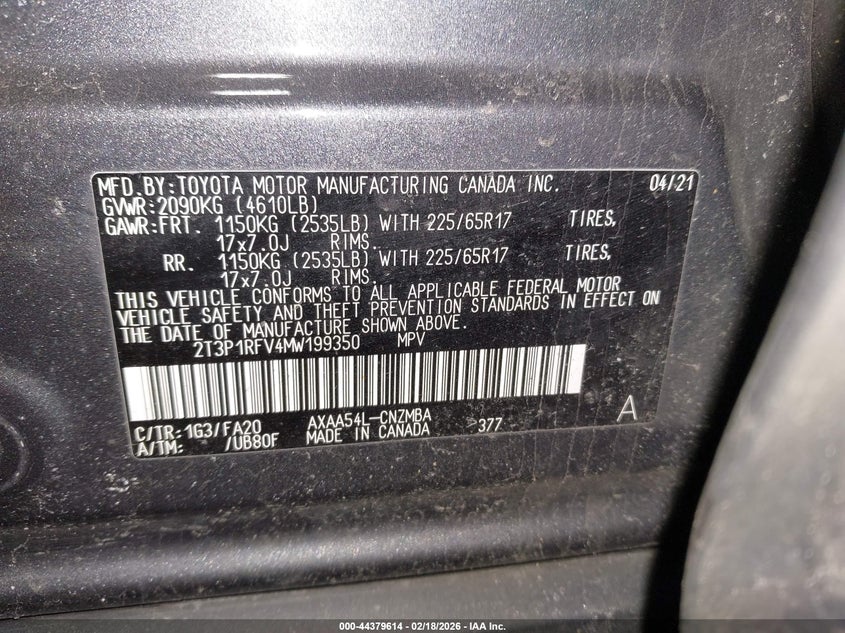 MFD.BY:TOYOTA MOTOR MANUFACTURING CANADA INC. 04/21
GVWR:2090KG (4610LB)
GAWR:FRT. 1150KG (2535LB) WITH 225/65R17 TIRES,
17x7.0J RIMS.
RR. 1150KG (2535LB) WITH 225/65R17 TIRES,
17x7.0J RIMS.
THIS VEHICLE CONFORMS TO ALL APPLICABLE FEDERAL MOTOR
VEHICLE SAFETY AND THEFT PREVENTION STANDARDS IN EFFECT ON
THE DATE OF MANUFACTURE SHOWN ABOVE.
2T3P1RFV4MW199350 MPV
C/TR:1G3/FA20 AXAA54L-CNZMBA 377 A
A/TM: /UB80F MADE IN CANADA
000-44379614 - 02/18/2026 - IAA Inc.